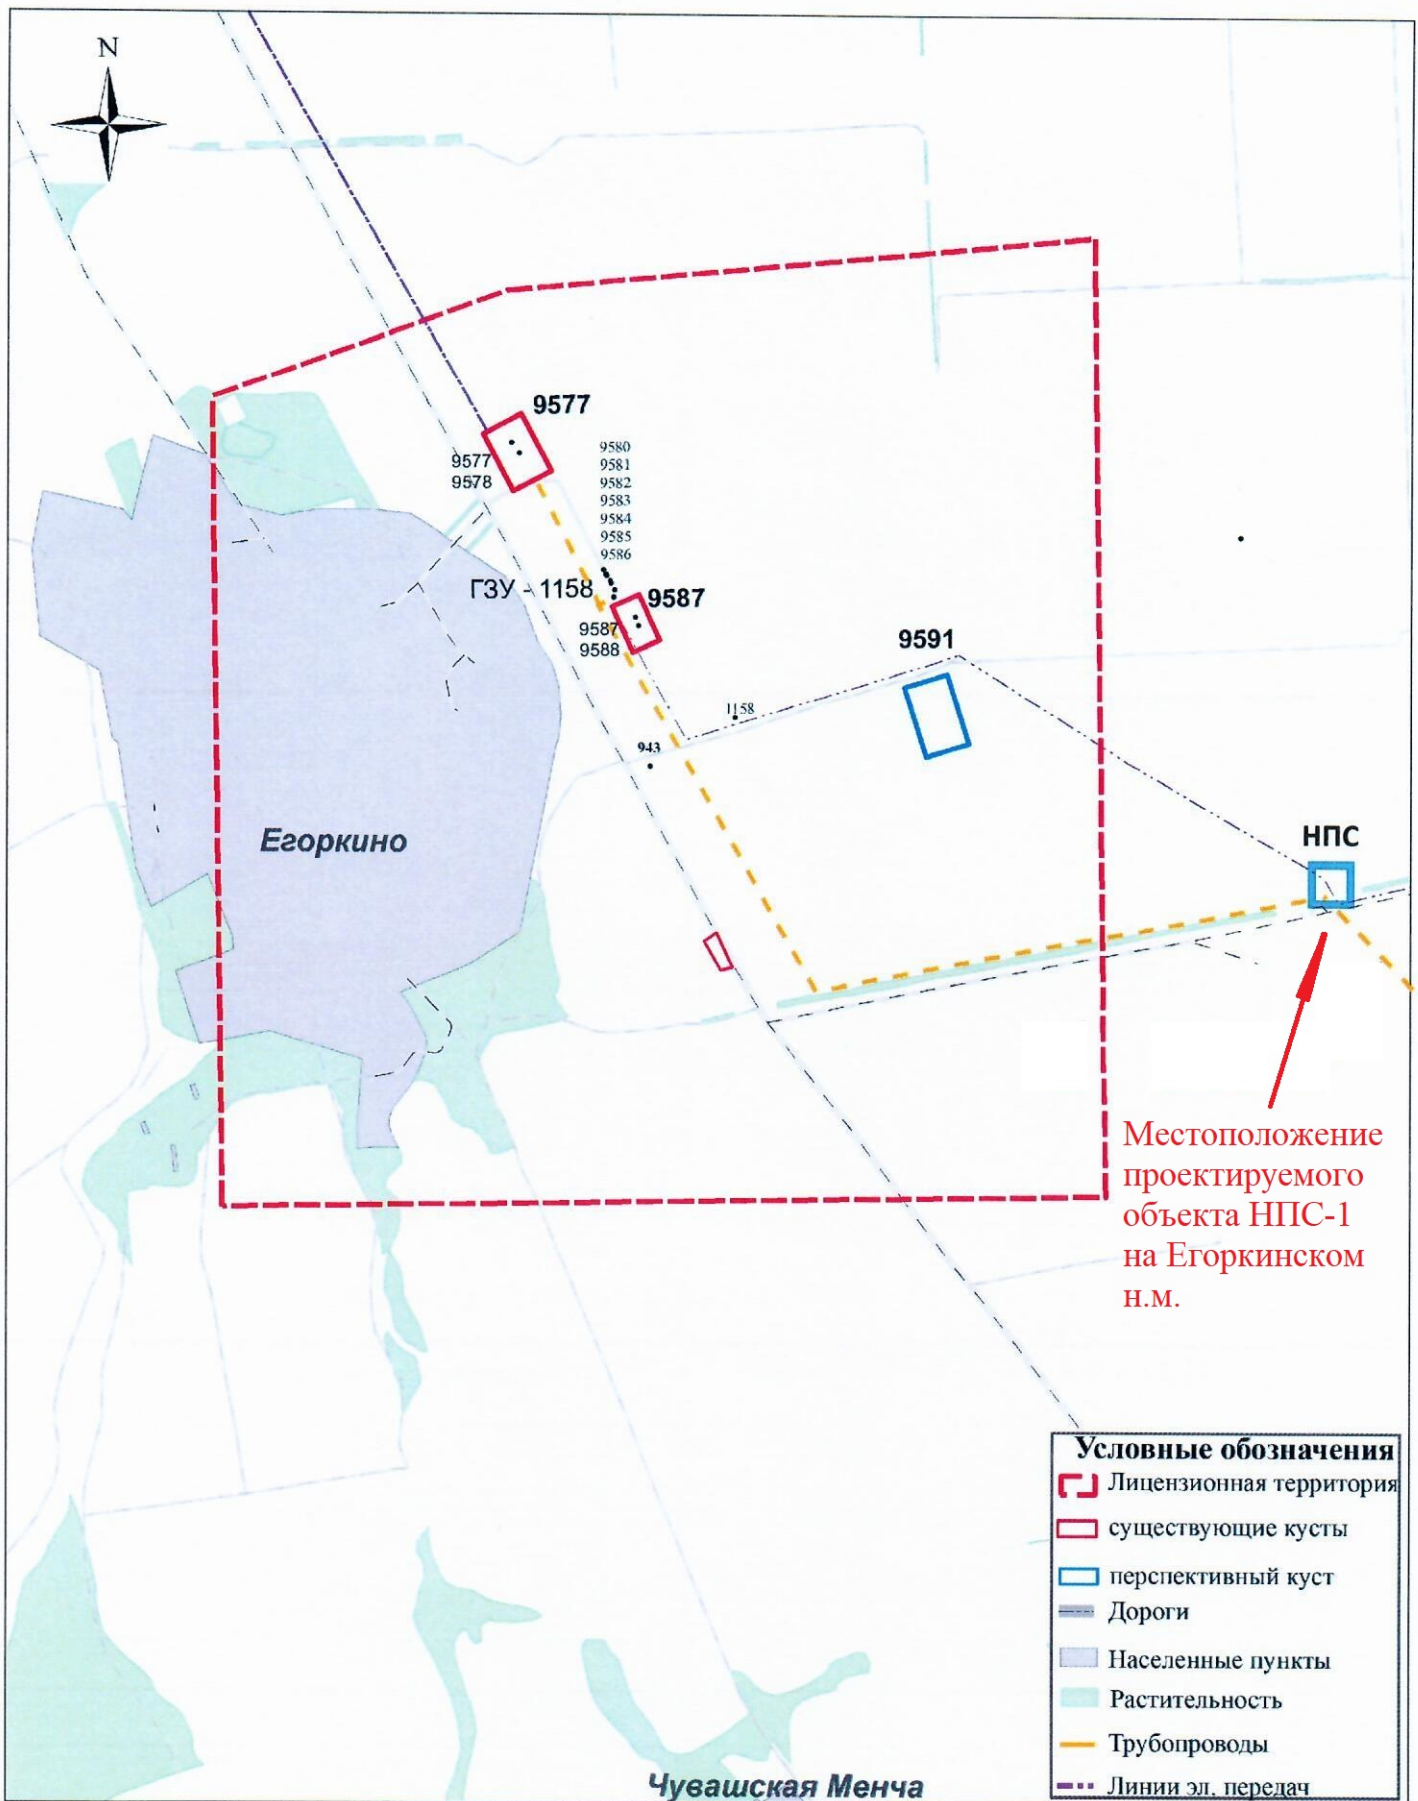 N
9577
9577
9578
9580
9581
9582
9583
9584
9585
9586
ГЗУ - 1158
9587
9587
9588
9591
1158
943
Егоркино
НПС
Местоположение
проектируемого
объекта НПС-1
на Егоркинском
н.м.
Условные обозначения
Лицензионная территория
существующие кусты
перспективный куст
Дороги
Населенные пункты
Растительность
Трубопроводы
Линии эл. передач
Чувашская Менча